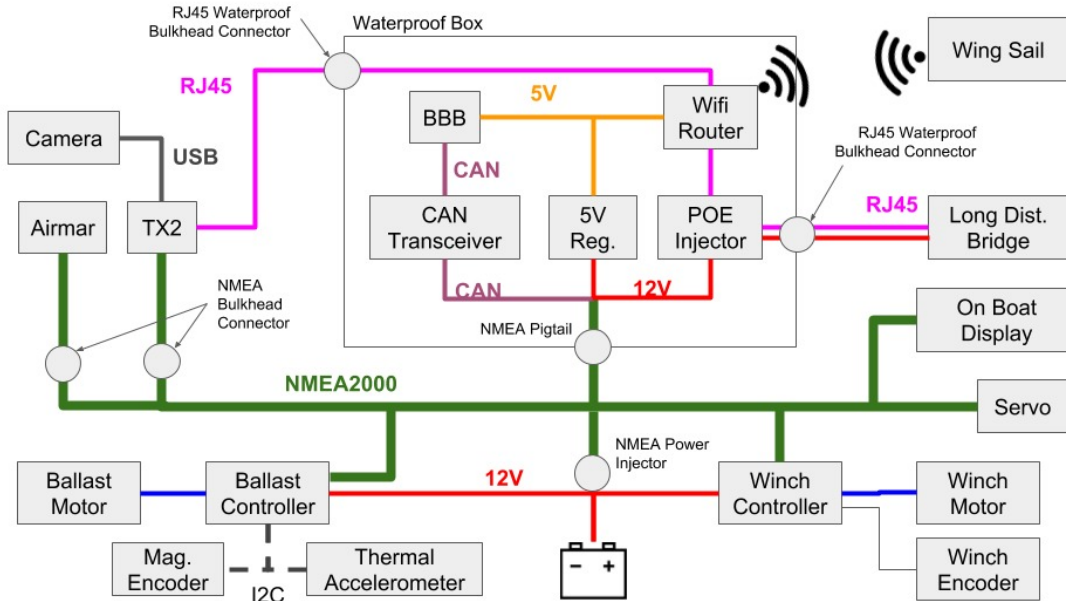 RJ45 Waterproof
Bulkhead Connector
Waterproof Box
Wing Sail
RJ45
5V
BBB
Wifi
Router
RJ45 Waterproof
Bulkhead Connector
Camera
USB
CAN
Airmar
TX2
CAN
Transceiver
5V
Reg.
POE
Injector
RJ45
Long Dist.
Bridge
NMEA
Bulkhead
Connector
CAN
12V
NMEA Pigtail
On Boat
Display
NMEA2000
Servo
NMEA Power
Injector
Ballast
Motor
Ballast
Controller
12V
Winch
Controller
Winch
Motor
Mag.
Encoder
I2C
Thermal
Accelerometer
- +
Winch
Encoder